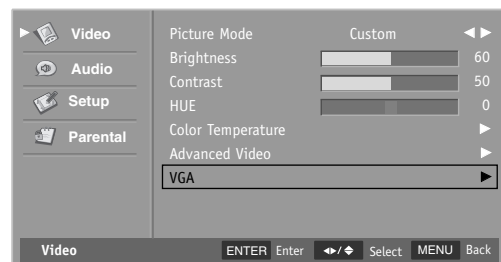 Video
Audio
Setup
Parental
Picture Mode Custom
Brightness 60
Contrast 50
HUE 0
Color Temperature
Advanced Video
VGA
Video ENTER Enter / Select MENU Back